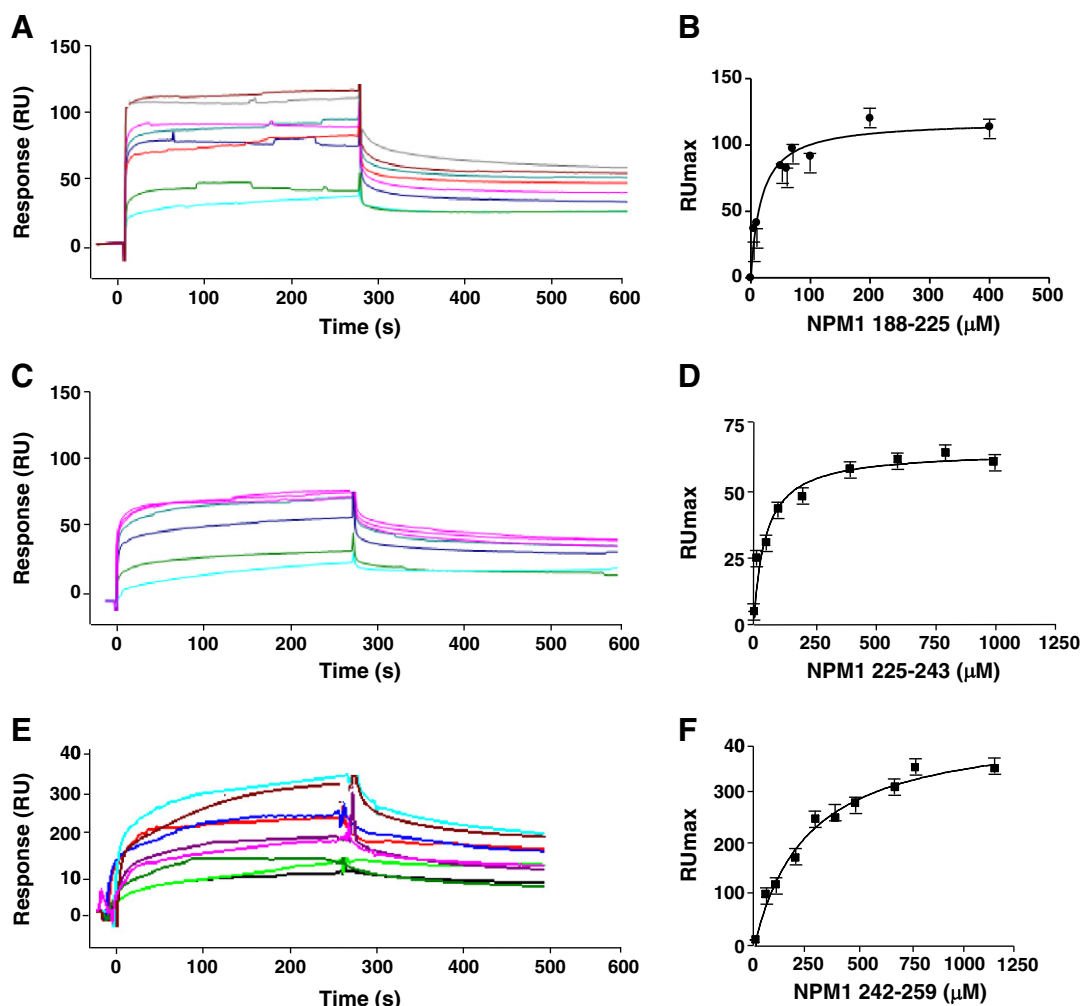 A
Response (RU)
150
100
50
0
0 100 200 300 400 500 600
Time (s)
B
RUmax
150
100
50
0
0 100 200 300 400 500
NPM1 188-225 (μM)
C
Response (RU)
150
100
50
0
0 100 200 300 400 500 600
Time (s)
D
RUmax
75
50
25
0
0 250 500 750 1000 1250
NPM1 225-243 (μM)
E
Response (RU)
40
300
200
10
0
0 100 200 300 400 500 600
Time (s)
F
RUmax
40
300
200
100
0
0 250 500 750 1000 1250
NPM1 242-259 (μM)